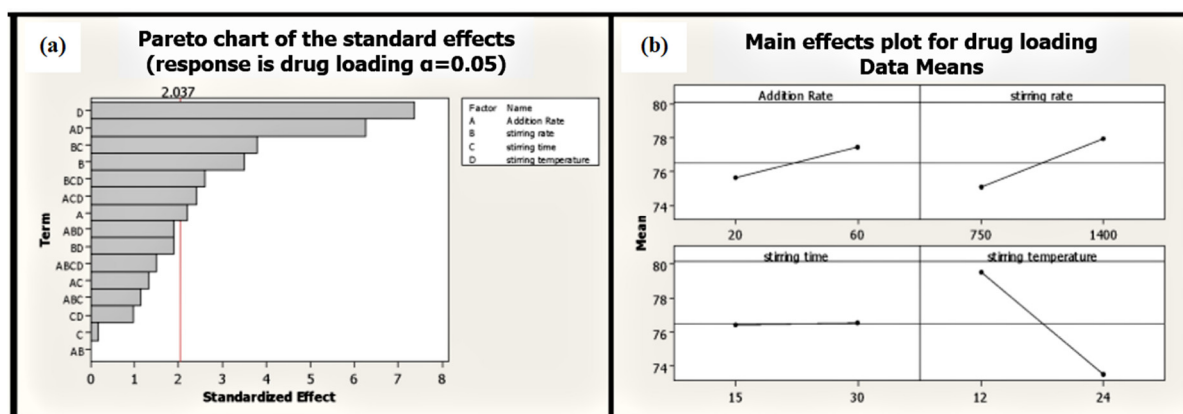 (a)
Pareto chart of the standard effects
(response is drug loading α=0.05)
2.037
Term
D
AD
BC
B
BCD
ACD
A
ABD
BD
ABCD
AC
ABC
CD
C
AB
0 1 2 3 4 5 6 7 8
Standardized Effect
Factor Name
A Addition Rate
B stirring rate
C stirring time
D stirring temperature
(b)
Main effects plot for drug loading
Data Means
Mean
Addition Rate stirring rate
80
78
76
74
20 60 750 1400
stirring time stirring temperature
80
78
76
74
15 30 12 24